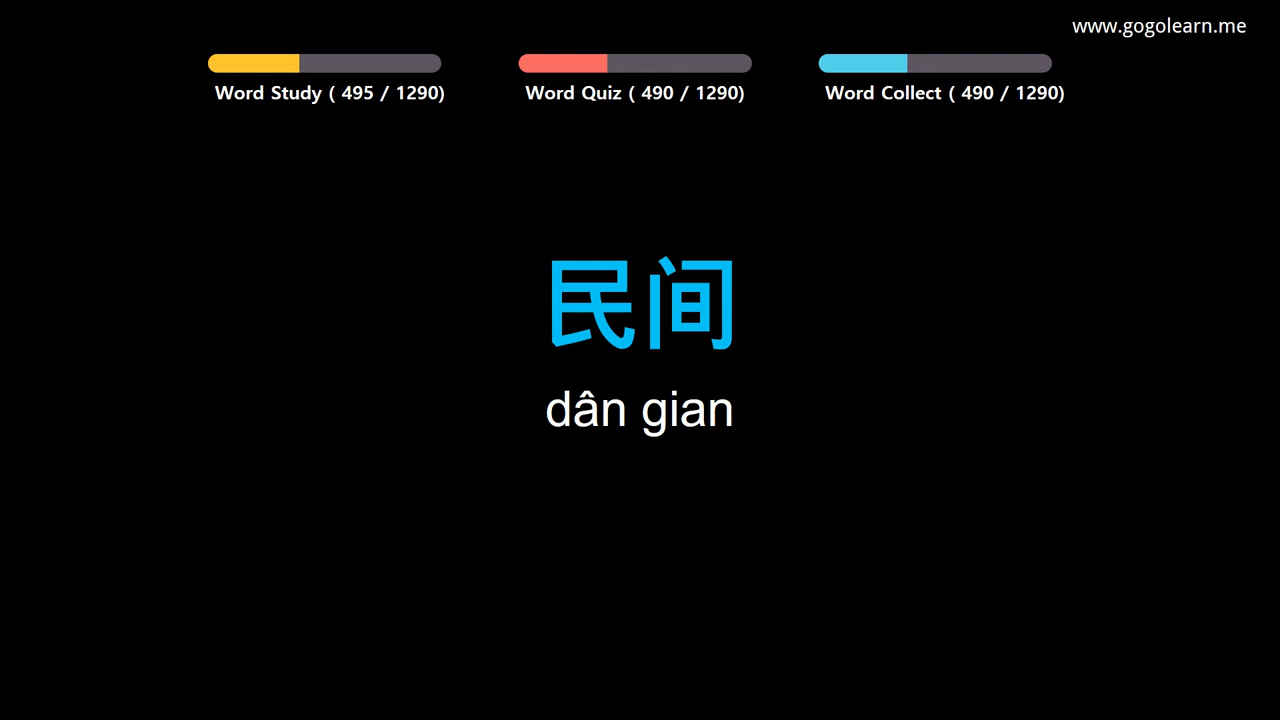 www.gogolearn.me
Word Study ( 495 / 1290)
Word Quiz ( 490 / 1290)
Word Collect ( 490 / 1290)
民间
dân gian